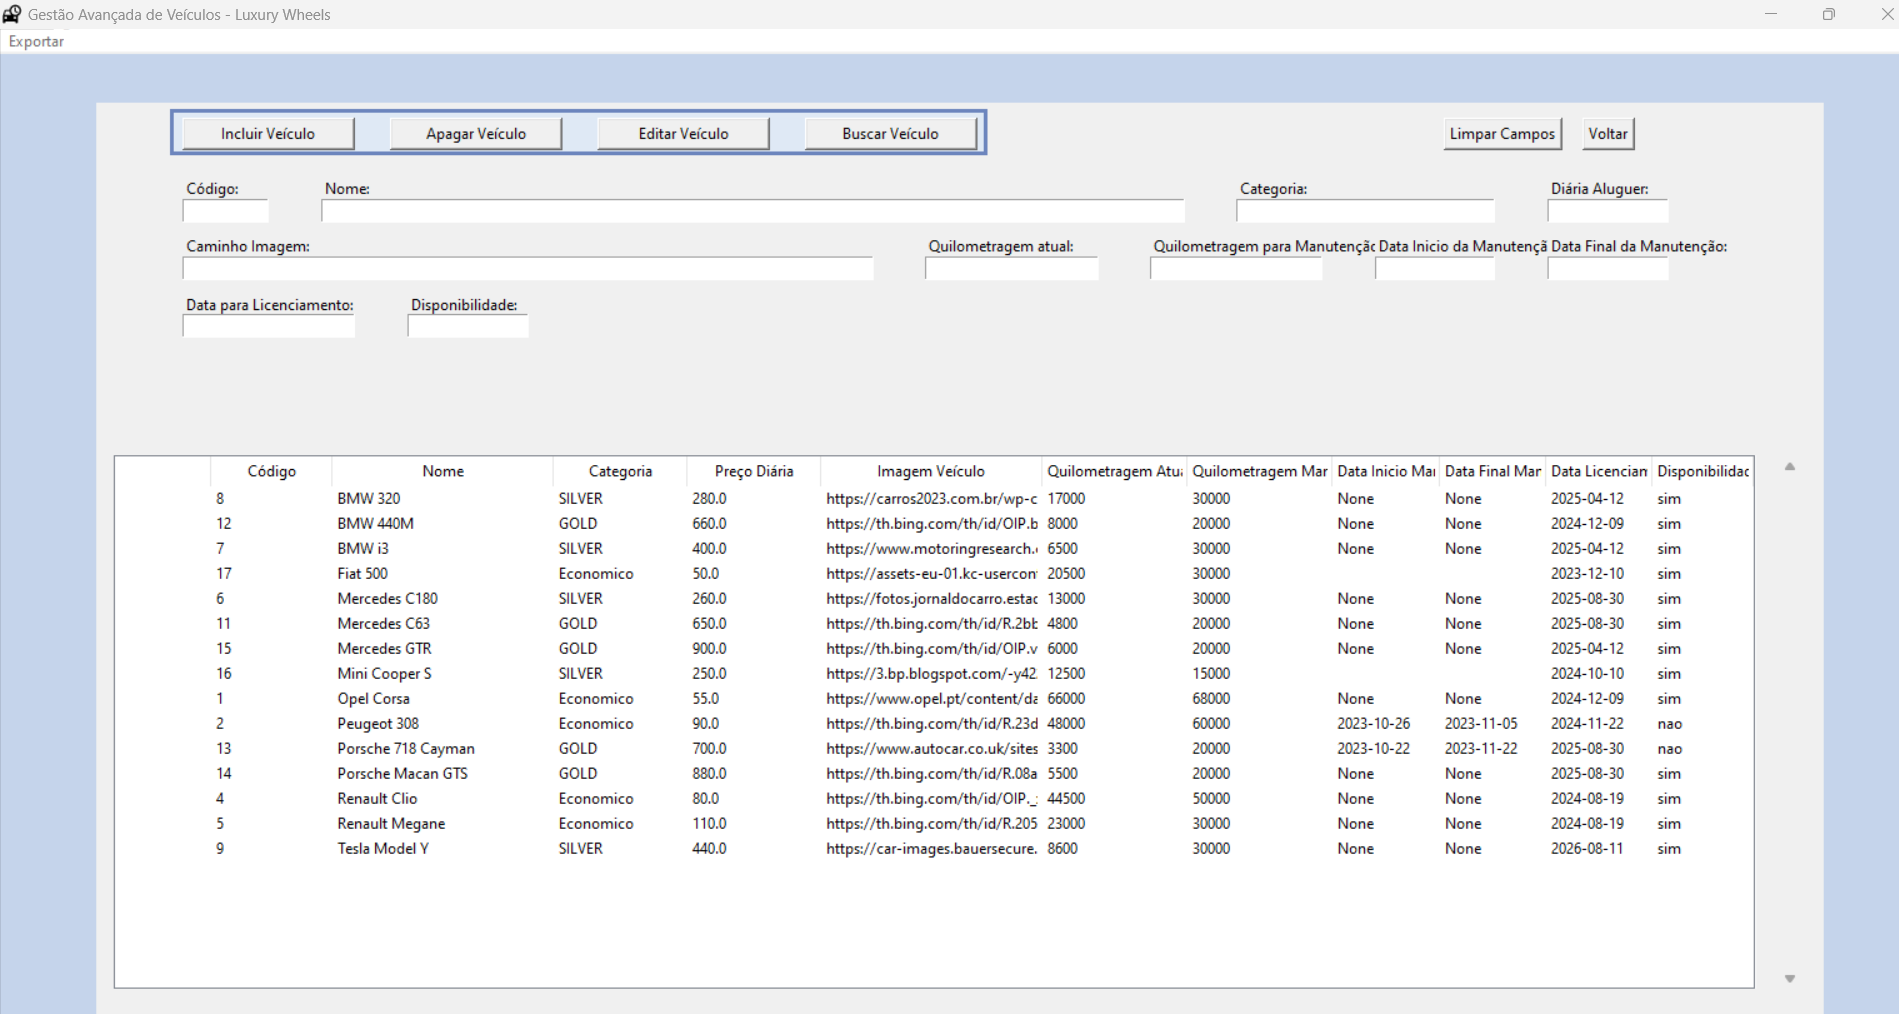 Gestão Avançada de Veículos - Luxury Wheels
Exportar
Incluir Veículo Apagar Veículo Editar Veículo Buscar Veículo Limpar Campos Voltar
Código: Nome: Categoria: Diária Aluguer:
Caminho Imagem: Quilometragem atual: Quilometragem para Manutençã Data Inicio da Manutençã Data Final da Manutenção:
Data para Licenciamento: Disponibilidade:
Código Nome Categoria Preço Diária Imagem Veículo Quilometragem Atu Quilometragem Mar Data Inicio Mar Data Final Mar Data Licenciam Disponibilidac
8 BMW 320 SILVER 280.0 https://carros2023.com.br/wp-c 17000 30000 None None 2025-04-12 sim
12 BMW 440M GOLD 660.0 https://th.bing.com/th/id/OIP.b 8000 20000 None None 2024-12-09 sim
7 BMW i3 SILVER 400.0 https://www.motoringresearch. 6500 30000 None None 2025-04-12 sim
17 Fiat 500 Economico 50.0 https://assets-eu-01.kc-usercon 20500 30000 2023-12-10 sim
6 Mercedes C180 SILVER 260.0 https://fotos.jornaldocarro.estac 13000 30000 None None 2025-08-30 sim
11 Mercedes C63 GOLD 650.0 https://th.bing.com/th/id/R.2bb 4800 20000 None None 2025-08-30 sim
15 Mercedes GTR GOLD 900.0 https://th.bing.com/th/id/OIP.v 6000 20000 None None 2025-04-12 sim
16 Mini Cooper S SILVER 250.0 https://3.bp.blogspot.com/-y42 12500 15000 2024-10-10 sim
1 Opel Corsa Economico 55.0 https://www.opel.pt/content/da 66000 68000 None None 2024-12-09 sim
2 Peugeot 308 Economico 90.0 https://th.bing.com/th/id/R.23d 48000 60000 2023-10-26 2023-11-05 2024-11-22 nao
13 Porsche 718 Cayman GOLD 700.0 https://www.autocar.co.uk/sites 3300 20000 2023-10-22 2023-11-22 2025-08-30 nao
14 Porsche Macan GTS GOLD 880.0 https://th.bing.com/th/id/R.08a 5500 20000 None None 2025-08-30 sim
4 Renault Clio Economico 80.0 https://th.bing.com/th/id/OIP._ 44500 50000 None None 2024-08-19 sim
5 Renault Megane Economico 110.0 https://th.bing.com/th/id/R.205 23000 30000 None None 2024-08-19 sim
9 Tesla Model Y SILVER 440.0 https://car-images.bauersecure. 8600 30000 None None 2026-08-11 sim